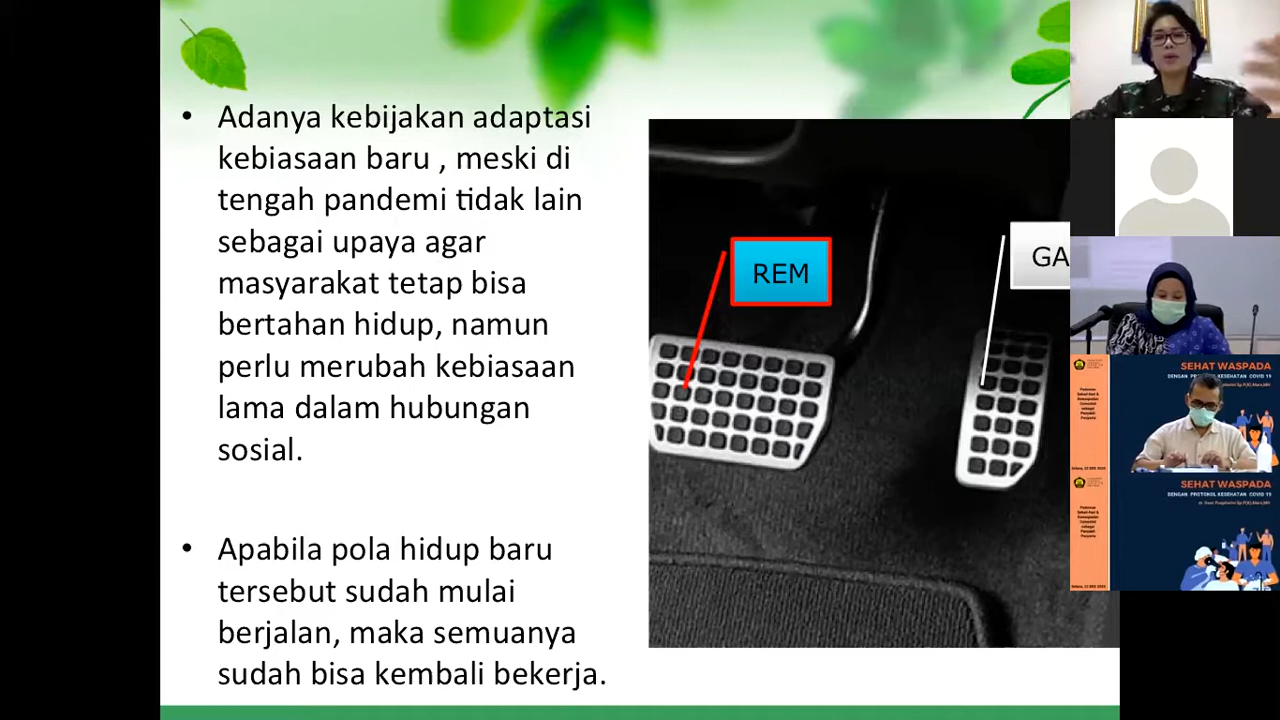 • Adanya kebijakan adaptasi
kebiasaan baru , meski di
tengah pandemi tidak lain
sebagai upaya agar
masyarakat tetap bisa
bertahan hidup, namun
perlu merubah kebiasaan
lama dalam hubungan
sosial.
• Apabila pola hidup baru
tersebut sudah mulai
berjalan, maka semuanya
sudah bisa kembali bekerja.
REM
GA
SEHAT WASPADA
DENGAN PROTOKOL KESEHATAN COVID 19
SEHAT WASPADA
DENGAN PROTOKOL KESEHATAN COVID 19